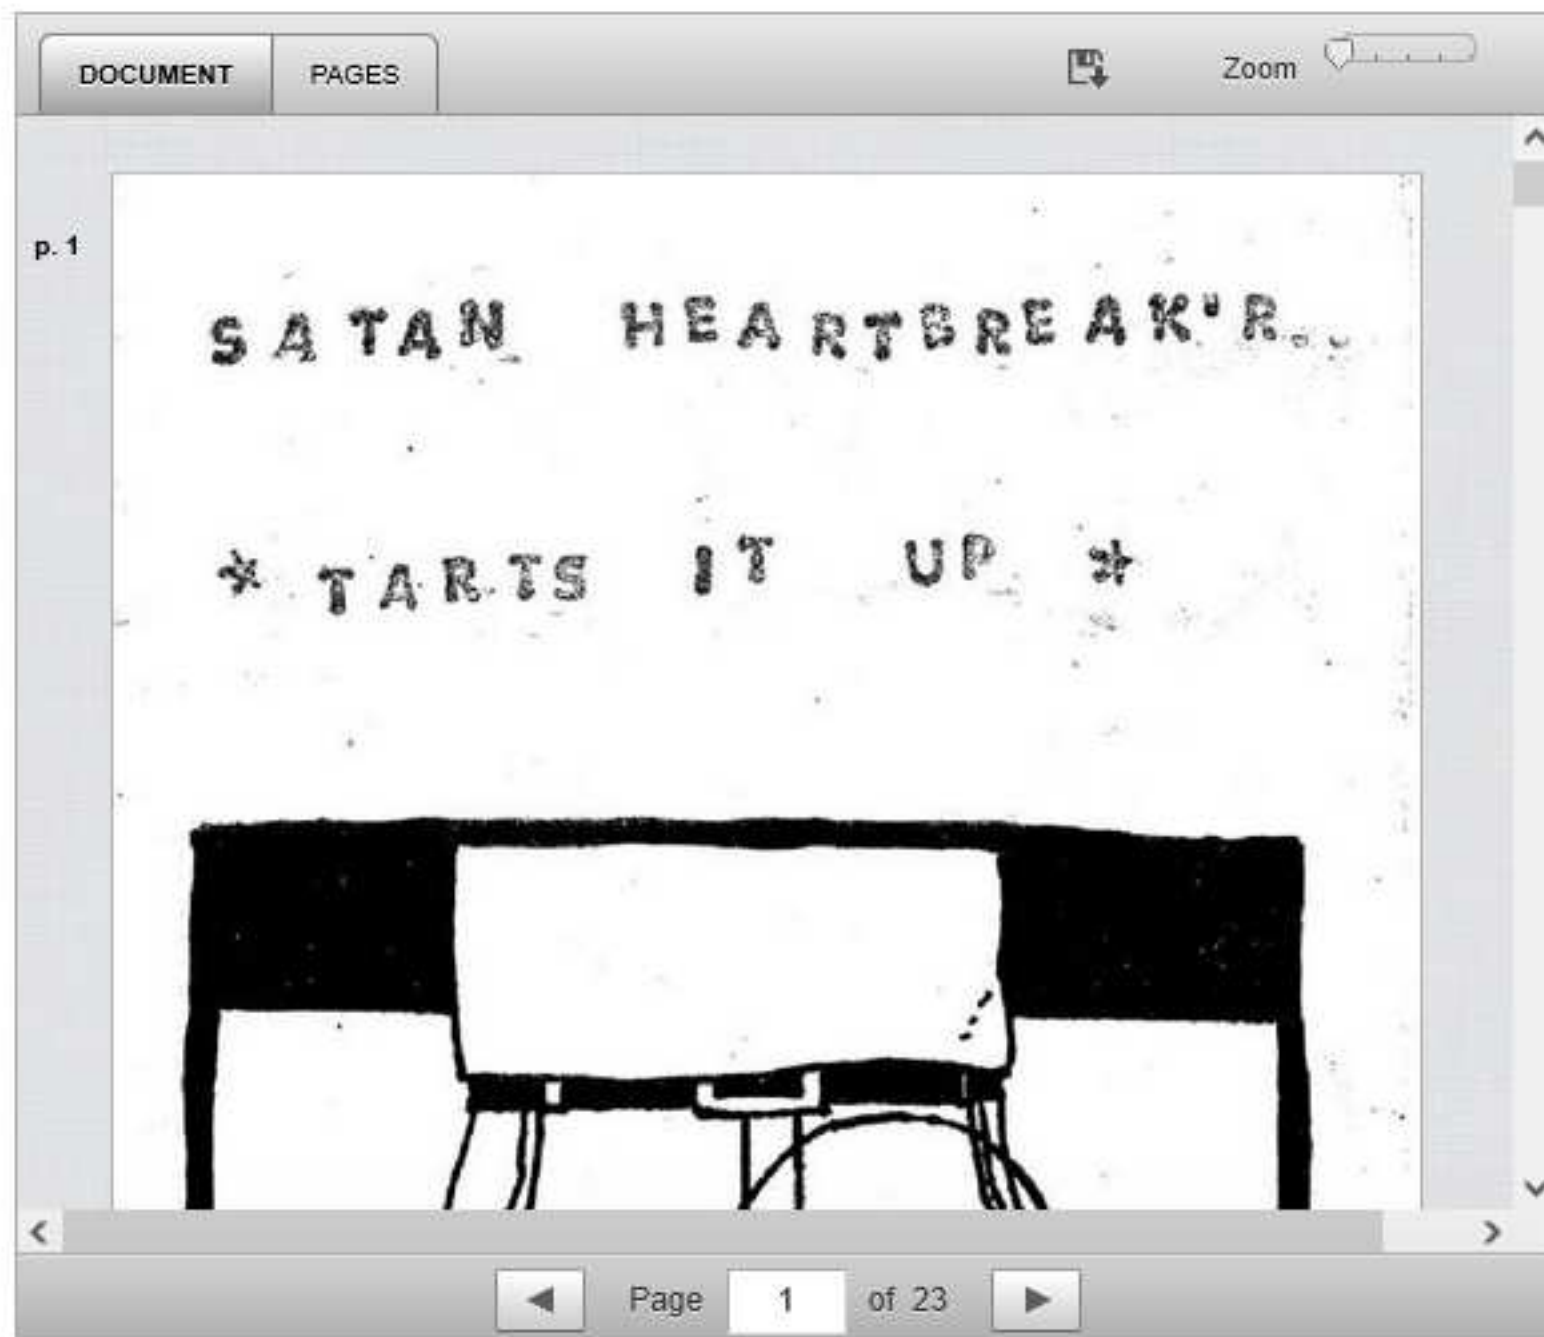 DOCUMENT PAGES Zoom
p. 1
SATAN HEARTBREAK'R...
* TARTS IT UP *
Page 1 of 23